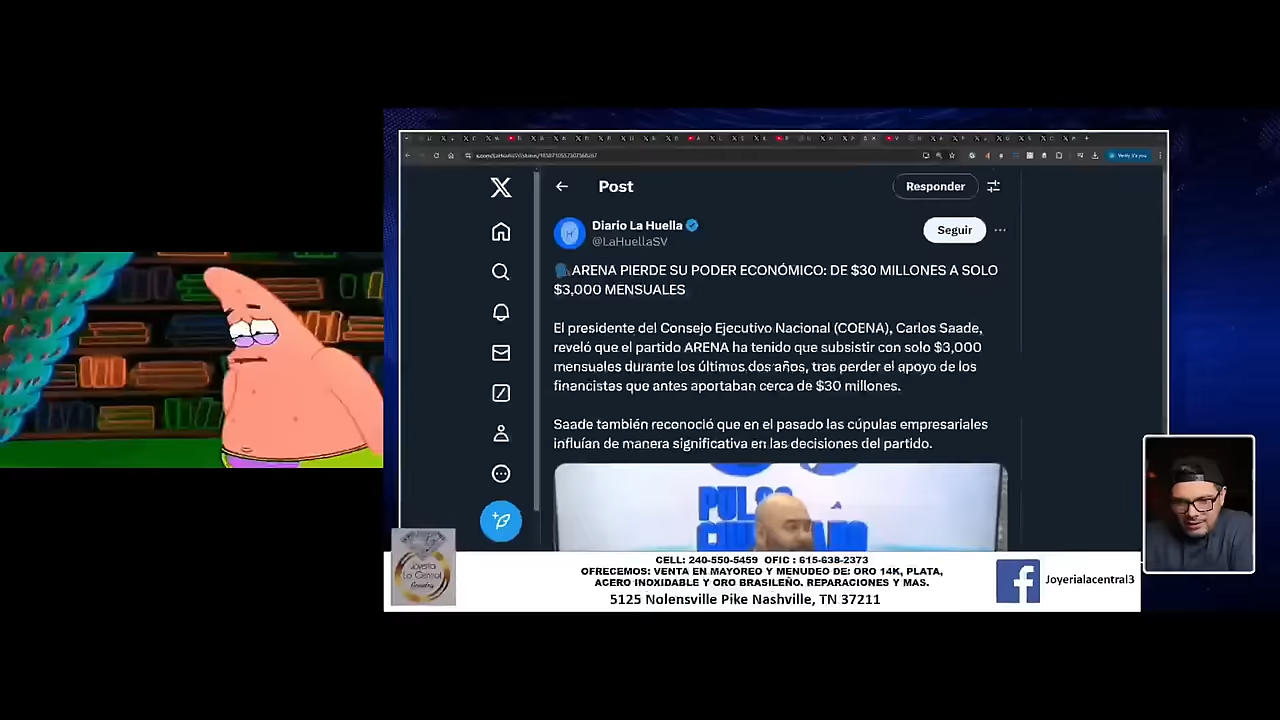 Post
Responder
Diario La Huella
@LaHuellaSV
Seguir
ARENA PIERDE SU PODER ECONÓMICO: DE $30 MILLONES A SOLO
$3,000 MENSUALES
El presidente del Consejo Ejecutivo Nacional (COENA), Carlos Saade,
reveló que el partido ARENA ha tenido que subsistir con solo $3,000
mensuales durante los últimos dos años, tras perder el apoyo de los
financistas que antes aportaban cerca de $30 millones.
Saade también reconoció que en el pasado las cúpulas empresariales
influían de manera significativa en las decisiones del partido.
CELL: 240-550-5459 OFIC : 615-638-2373
OFRECEMOS: VENTA EN MAYOREO Y MENUDEO DE: ORO 14K, PLATA,
ACERO INOXIDABLE Y ORO BRASILEÑO. REPARACIONES Y MAS.
5125 Nolensville Pike Nashville, TN 37211
Joyeria
La Central
Joyerialacentral3